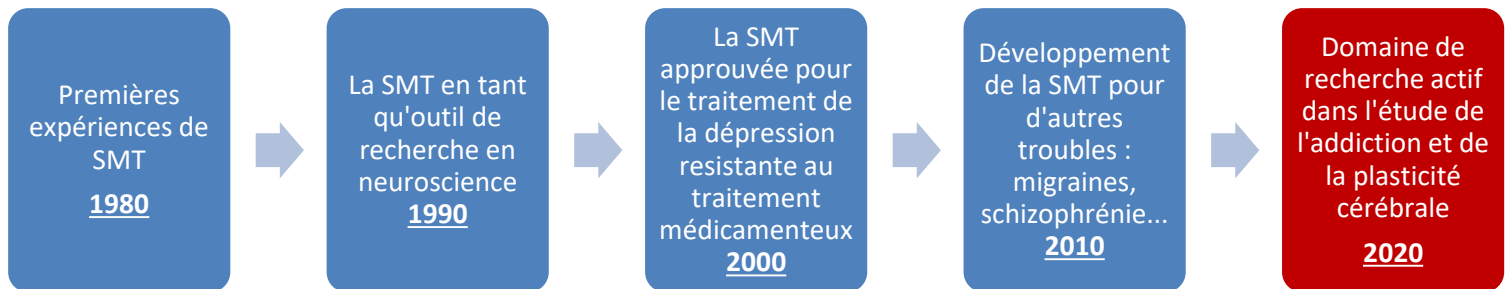 Premières
expériences de
SMT
1980
La SMT en tant
qu'outil de
recherche en
neuroscience
1990
La SMT
approuvée pour
le traitement de
la dépression
resistante au
traitement
médicamenteux
2000
Développement
de la SMT pour
d'autres
troubles :
migraines,
schizophrénie...
2010
Domaine de
recherche actif
dans l'étude de
l'addiction et de
la plasticité
cérébrale
2020